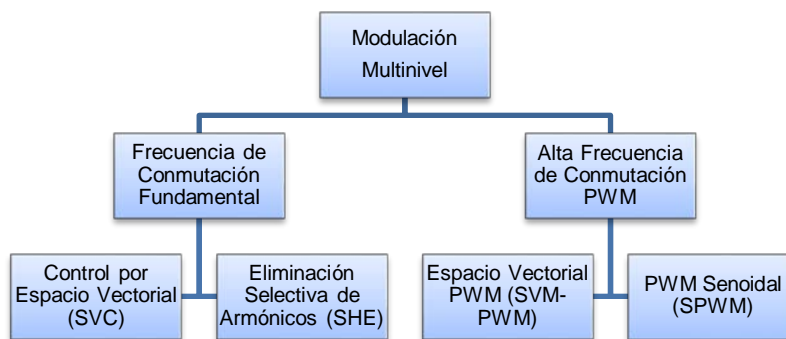 Modulación
Multinivel
Frecuencia de
Conmutación
Fundamental
Alta Frecuencia
de Conmutación
PWM
Control por
Espacio Vectorial
(SVC)
Eliminación
Selectiva de
Armónicos (SHE)
Espacio Vectorial
PWM (SVM-
PWM)
PWM Senoidal
(SPWM)